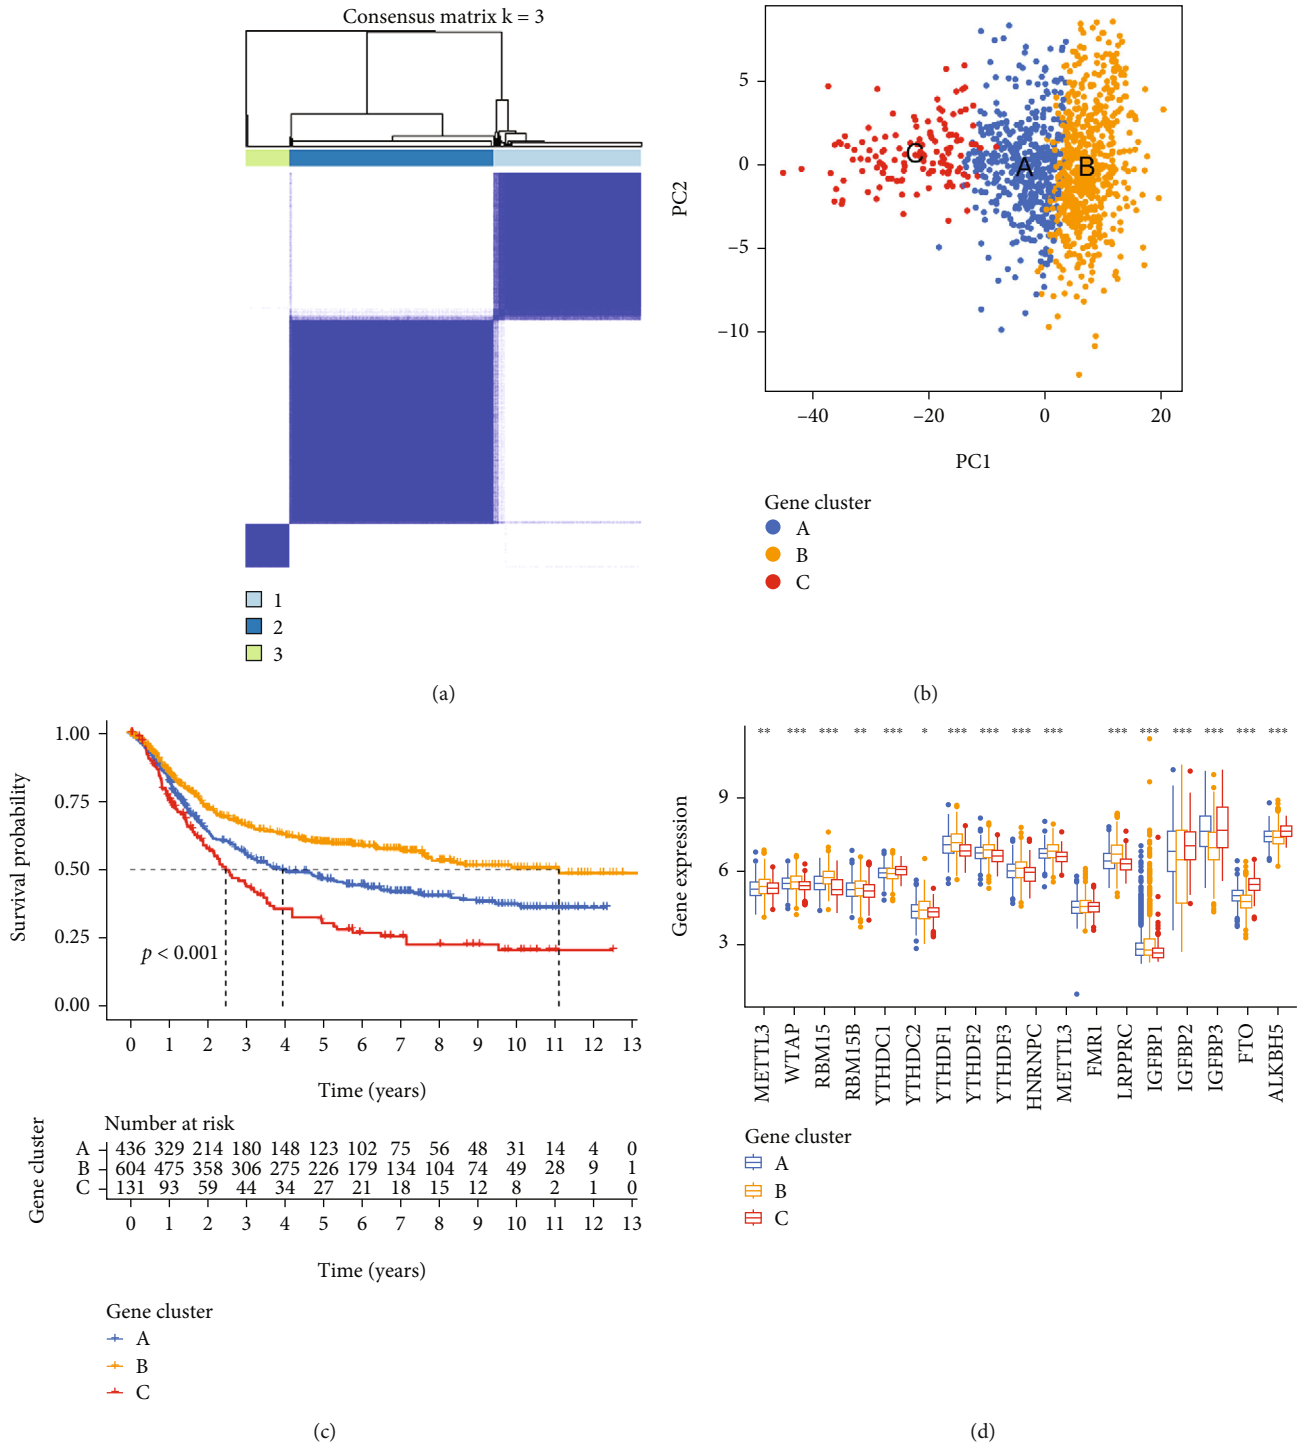 Consensus matrix k = 3
1
2
3
(a)
PC2
5
0
−5
−10
C
A
B
−40
−20
0
20
PC1
Gene cluster
A
B
C
(b)
Survival probability
1.00
0.75
0.50
0.25
0.00
p < 0.001
0 1 2 3 4 5 6 7 8 9 10 11 12 13
Time (years)
Gene cluster
Number at risk
A 436 329 214 180 148 123 102 75 56 48 31 14 4 0
B 604 475 358 306 275 226 179 134 104 74 49 28 9 1
C 131 93 59 44 34 27 21 18 15 12 8 2 1 0
0 1 2 3 4 5 6 7 8 9 10 11 12 13
Time (years)
Gene cluster
A
B
C
(c)
Gene expression
** *** *** ** *** * *** *** *** *** *** *** *** *** *** ***
9
6
3
METTL3
WTAP
RBM15
RBM15B
YTHDC1
YTHDC2
YTHDF1
YTHDF2
YTHDF3
HNRNPC
METTL3
FMR1
LRPPRC
IGFBP1
IGFBP2
IGFBP3
FTO
ALKBH5
Gene cluster
A
B
C
(d)